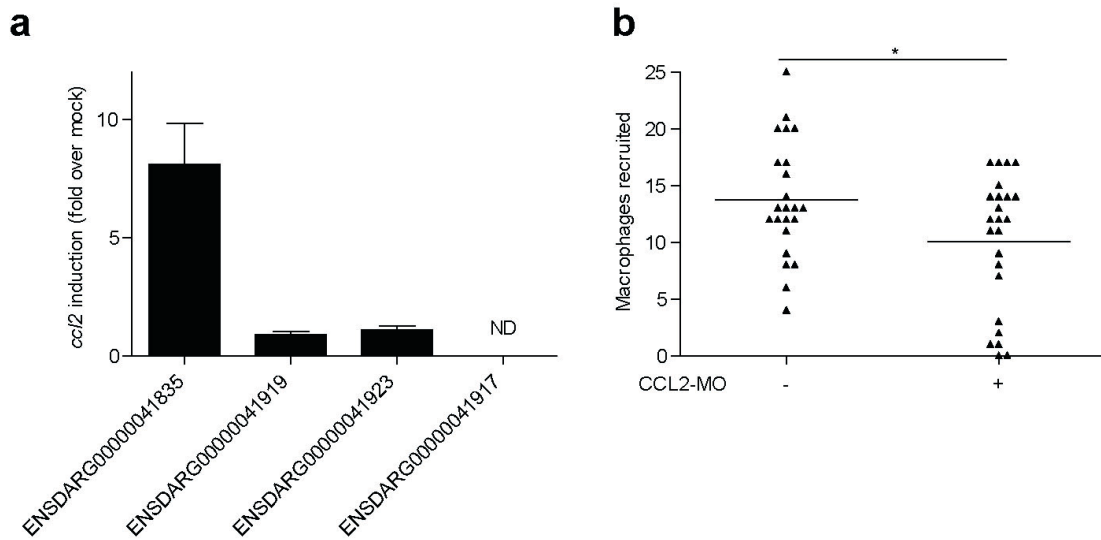 a
ccl2 induction (fold over mock)
10
5
0
ND
ENSDARG00000041835
ENSDARG00000041919
ENSDARG00000041923
ENSDARG00000041917
b
*
Macrophages recruited
25
20
15
10
5
0
CCL2-MO - +